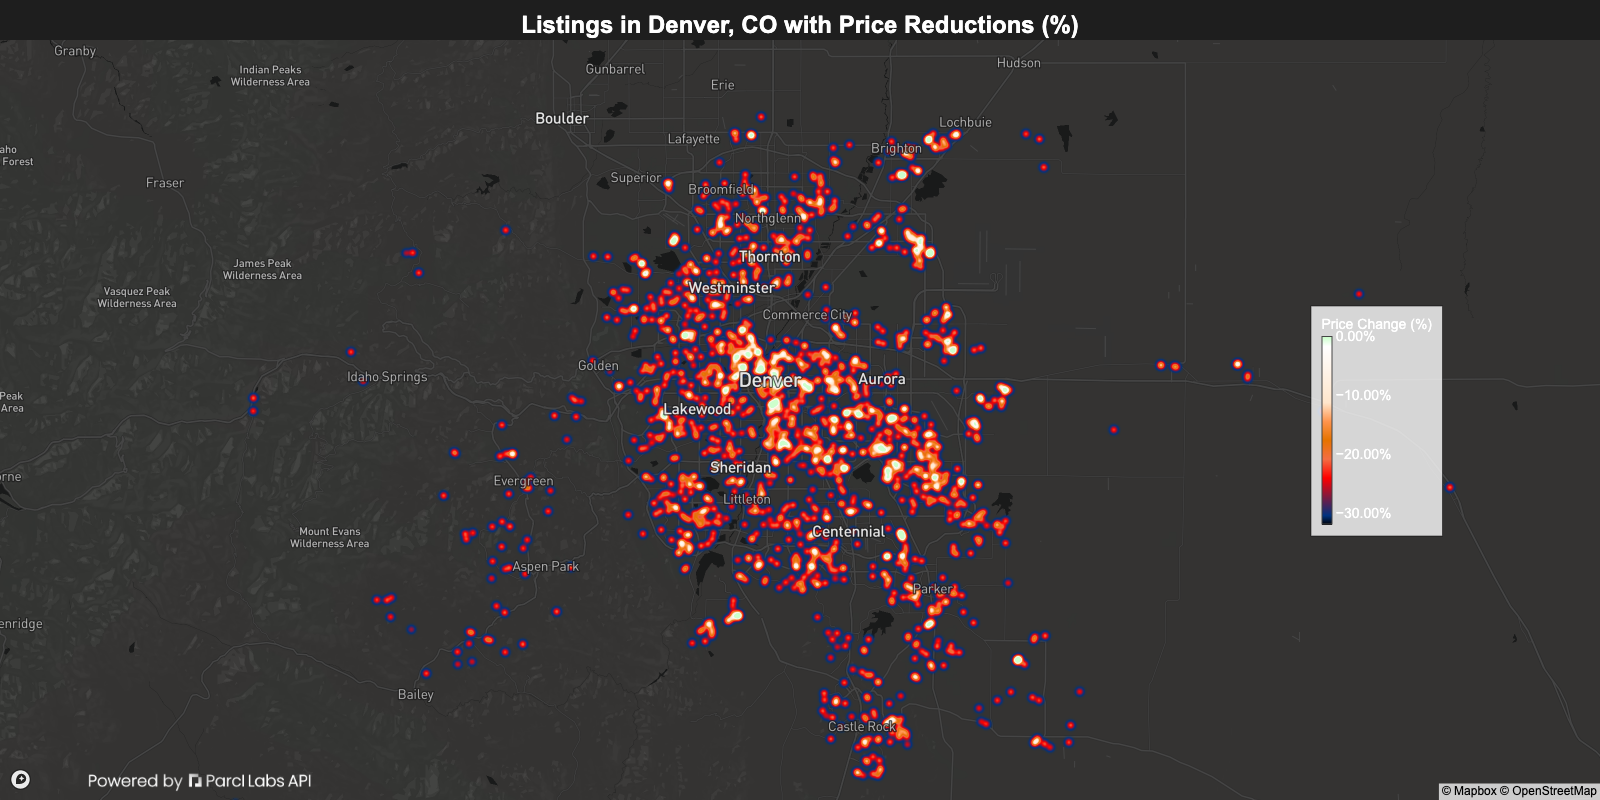 Listings in Denver, CO with Price Reductions (%)
Granby
Hudson
Indian Peaks
Wilderness Area
Gunbarrel
Erie
Boulder
Lochbuie
Lafayette
aho
Forest
Brighton
Fraser
Superior
Broomfield
Northglenn
Thornton
James Peak
Wilderness Area
Vasquez Peak
Wilderness Area
Westminster
Commerce City
Price Change (%)
0.00%
−10.00%
−20.00%
−30.00%
Golden
Idaho Springs
Denver
Aurora
Peak
Area
Lakewood
Sheridan
orne
Evergreen
Littleton
Mount Evans
Wilderness Area
Centennial
Aspen Park
Parker
enridge
Bailey
Castle Rock
Powered by Parcl Labs API
© Mapbox © OpenStreetMap